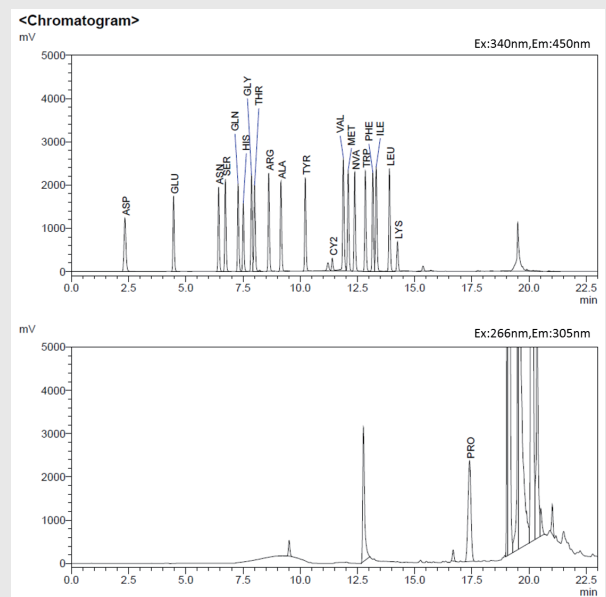 <Chromatogram>
mV
Ex:340nm,Em:450nm
5000
4000
3000
2000
1000
0
ASP
GLU
ASN
SER
GLN
HIS
GLY
THR
ARG
ALA
TYR
CY2
VAL
MET
NVA
TRP
PHE
ILE
LEU
LYS
0.0 2.5 5.0 7.5 10.0 12.5 15.0 17.5 20.0 22.5
min
mV
Ex:266nm,Em:305nm
5000
4000
3000
2000
1000
0
PRO
0.0 2.5 5.0 7.5 10.0 12.5 15.0 17.5 20.0 22.5
min